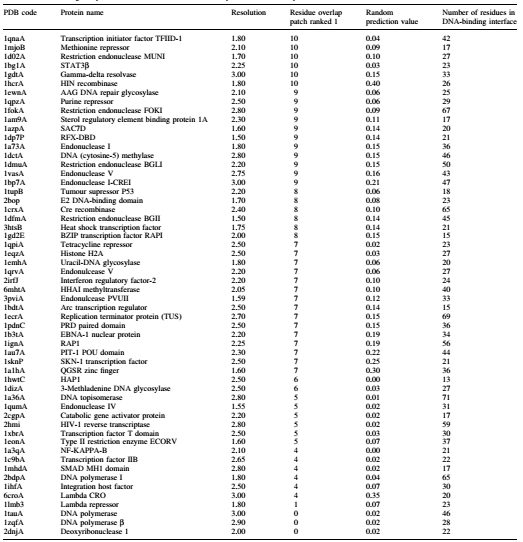 PDB code Protein name Resolution Residue overlap patch ranked 1 Random prediction value Number of residues in DNA-binding interface
1qnaA Transcription initiator factor TFIID-1 1.80 10 0.04 42
1mjoB Methionine repressor 2.10 10 0.09 17
1d02A Restriction endonuclease MUNI 1.70 10 0.10 27
1bg1A STAT3β 2.25 10 0.03 23
1gdtA Gamma-delta resolvase 3.00 10 0.15 33
1hcrA HIN recombinase 1.80 10 0.40 26
1ewnA AAG DNA repair glycosylase 2.10 9 0.06 25
1qpzA Purine repressor 2.50 9 0.06 29
1fokA Restriction endonuclease FOKI 2.80 9 0.09 67
1am9A Sterol regulatory element binding protein 1A 2.30 9 0.11 17
1azpA SAC7D 1.60 9 0.14 20
1dp7P RFX-DBD 1.50 9 0.14 21
1a73A Endonuclease I 1.80 9 0.15 36
1dctA DNA (cytosine-5) methylase 2.80 9 0.15 46
1dmuA Restriction endonuclease BGLI 2.20 9 0.15 50
1vasA Endonuclease V 2.75 9 0.16 43
1bp7A Endonuclease I-CREI 3.00 9 0.21 47
1tupB Tumour supressor P53 2.20 8 0.06 18
2bop E2 DNA-binding domain 1.70 8 0.08 23
1crxA Cre recombinase 2.40 8 0.10 65
1dfmA Restriction endonuclease BGII 1.50 8 0.14 45
3htsB Heat shock transcription factor 1.75 8 0.14 21
1gd2E BZIP transcription factor RAPI 2.00 8 0.15 15
1qpiA Tetracycline repressor 2.50 7 0.02 23
1eqzA Histone H2A 2.50 7 0.03 27
1emhA Uracil-DNA glycosylase 1.80 7 0.06 20
1qrvA Endonulcease V 2.20 7 0.06 27
2irfJ Interferon regulatory factor-2 2.20 7 0.10 24
6mhtA HHAI methyltransferase 2.05 7 0.10 40
3pviA Endonulcease PVUII 1.59 7 0.12 33
1bdtA Arc transcription regulator 2.50 7 0.14 15
1ecrA Replication terminator protein (TUS) 2.70 7 0.15 69
1pdnC PRD paired domain 2.50 7 0.15 36
1b3tA EBNA-1 nuclear protein 2.20 7 0.19 34
1ignA RAP1 2.25 7 0.19 56
1au7A PIT-1 POU domain 2.30 7 0.22 44
1sknP SKN-1 transcription factor 2.50 7 0.25 21
1a1hA QGSR zinc finger 1.60 7 0.30 36
1hwtC HAP1 2.50 6 0.00 13
1dizA 3-Methladenine DNA glycosylase 2.50 6 0.03 27
1a36A DNA topisomerase 2.80 5 0.01 71
1qumA Endonuclease IV 1.55 5 0.02 31
2cgpA Catabolic gene activator protein 2.20 5 0.02 17
2hmi HIV-1 reverse transcriptase 2.80 5 0.02 59
1xbrA Transcription factor T domain 2.50 5 0.03 30
1eonA Type II restriction enzyme ECORV 1.60 5 0.07 37
1a3qA NF-KAPPA-B 2.10 4 0.00 21
1c9bA Transcription factor IIB 2.65 4 0.02 22
1mhdA SMAD MH1 domain 2.80 4 0.02 17
2bdpA DNA polymerase I 1.80 4 0.04 65
1ihfA Integration host factor 2.50 4 0.07 30
6croA Lambda CRO 3.00 4 0.35 20
1lmb3 Lambda repressor 1.80 1 0.07 23
1tauA DNA polymerase 3.00 0 0.02 46
1zqfA DNA polymerase β 2.90 0 0.02 28
2dnjA Deoxyribonuclease 1 2.00 0 0.02 22